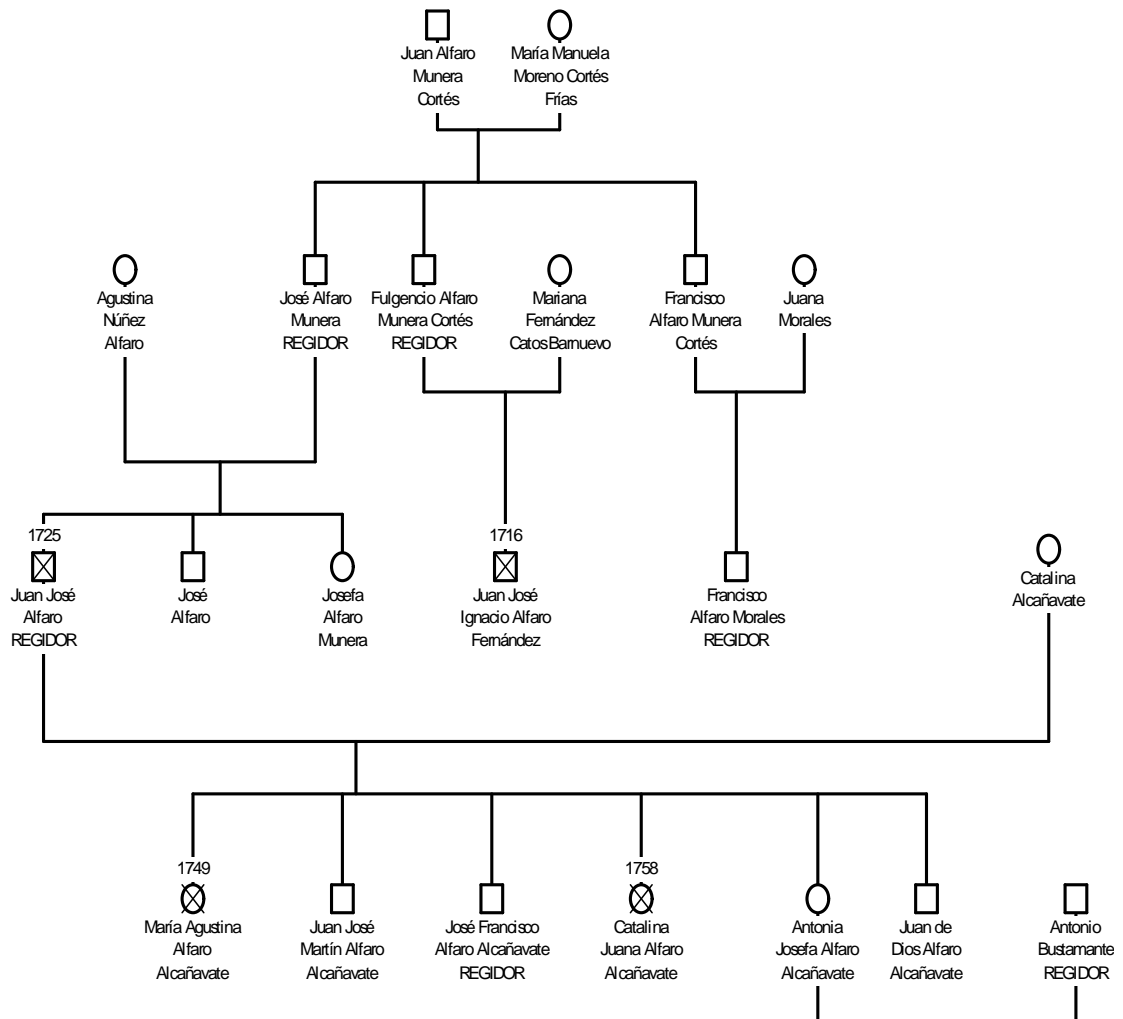 Juan Alfaro
Munera
Cortés
María Manuela
Moreno Cortés
Frías
Agustina
Núñez
Alfaro
José Alfaro
Munera
REGIDOR
Fulgencio Alfaro
Munera Cortés
REGIDOR
Mariana
Fernández
Catos Barnuevo
Francisco
Alfaro Munera
Cortés
Juana
Morales
1725
Juan José
Alfaro
REGIDOR
José
Alfaro
Josefa
Alfaro
Munera
1716
Juan José
Ignacio Alfaro
Fernández
Francisco
Alfaro Morales
REGIDOR
Catalina
Alcañavate
1749
María Agustina
Alfaro
Alcañavate
Juan José
Martín Alfaro
Alcañavate
José Francisco
Alfaro Alcañavate
REGIDOR
1758
Catalina
Juana Alfaro
Alcañavate
Antonia
Josefa Alfaro
Alcañavate
Juan de
Dios Alfaro
Alcañavate
Antonio
Bustamante
REGIDOR